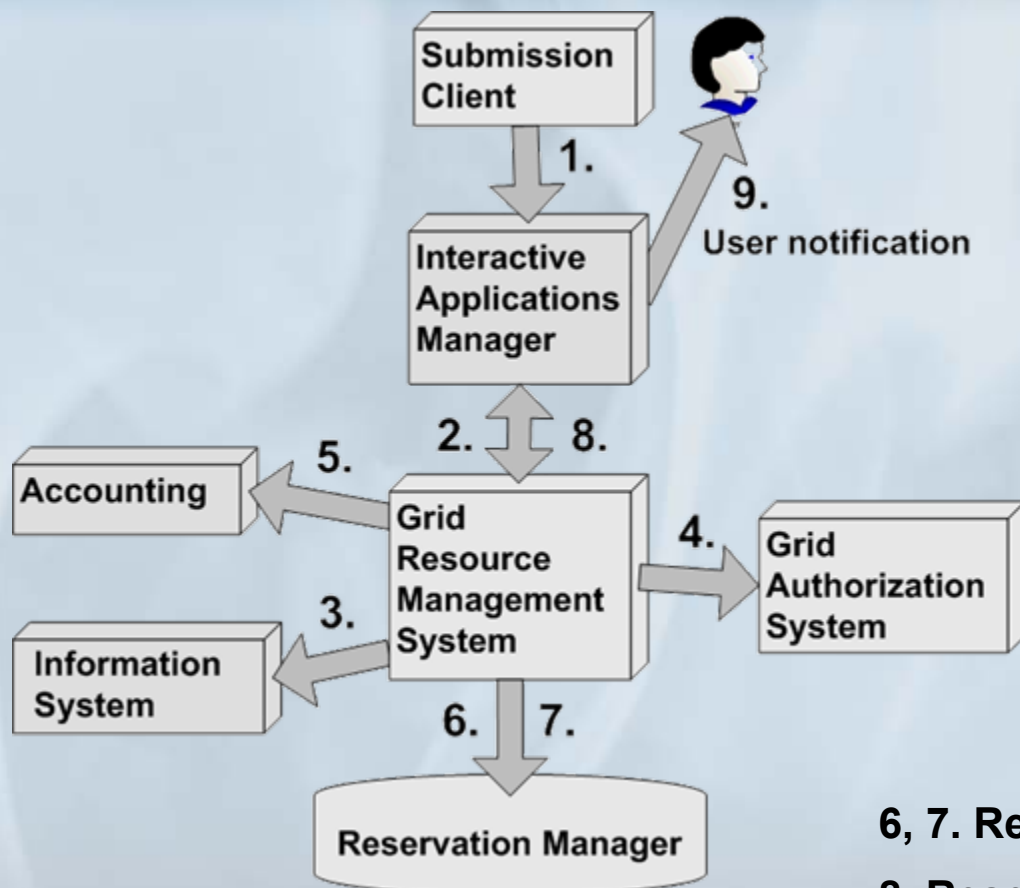 Submission
Client
1.
9.
User notification
Interactive
Applications
Manager
2.
8.
5.
Accounting
Grid
Resource
Management
System
4.
Grid
Authorization
System
3.
Information
System
6.
7.
Reservation Manager
6, 7. Re